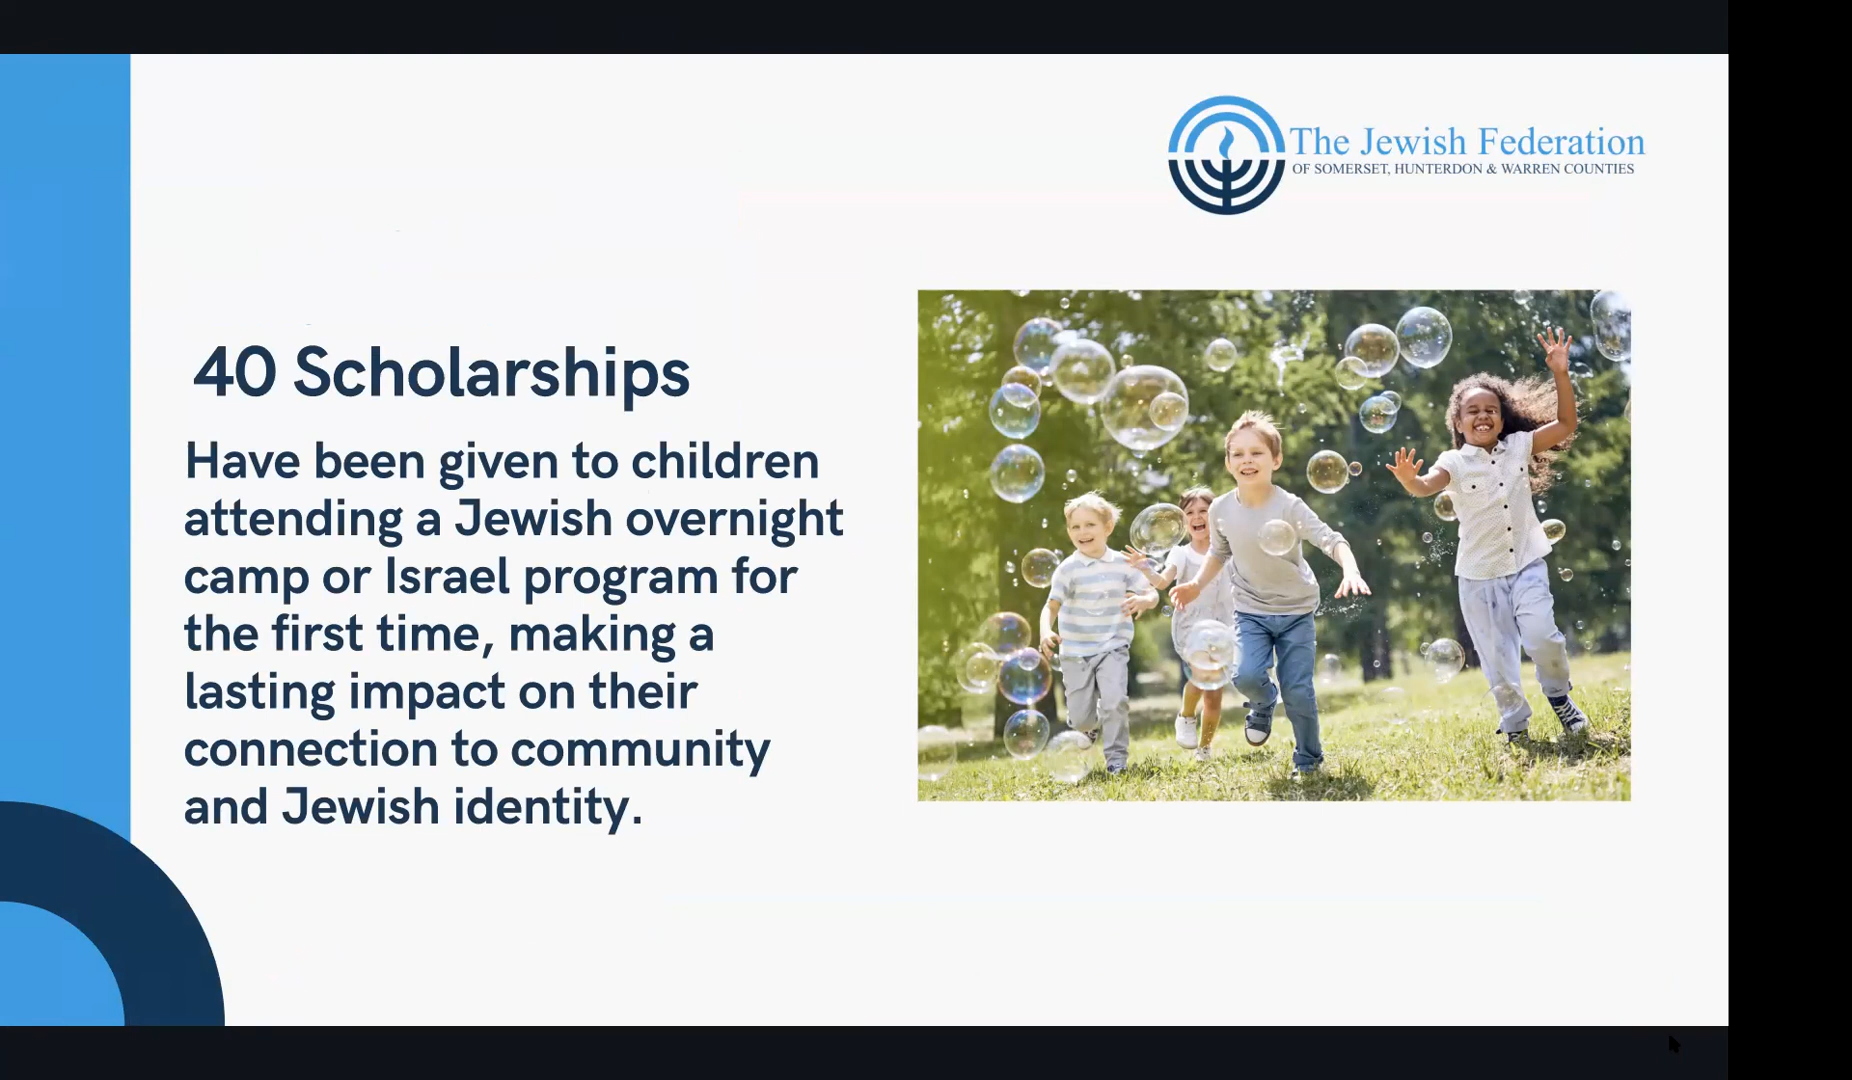 The Jewish Federation
OF SOMERSET, HUNTERDON & WARREN COUNTIES
40 Scholarships
Have been given to children
attending a Jewish overnight
camp or Israel program for
the first time, making a
lasting impact on their
connection to community
and Jewish identity.